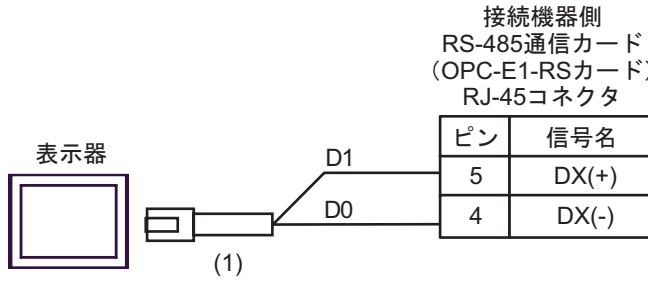 接続機器側
RS-485通信カード
（OPC-E1-RSカード）
RJ-45コネクタ
ピン 信号名
表示器
D1
5 DX(+)
D0
4 DX(-)
(1)